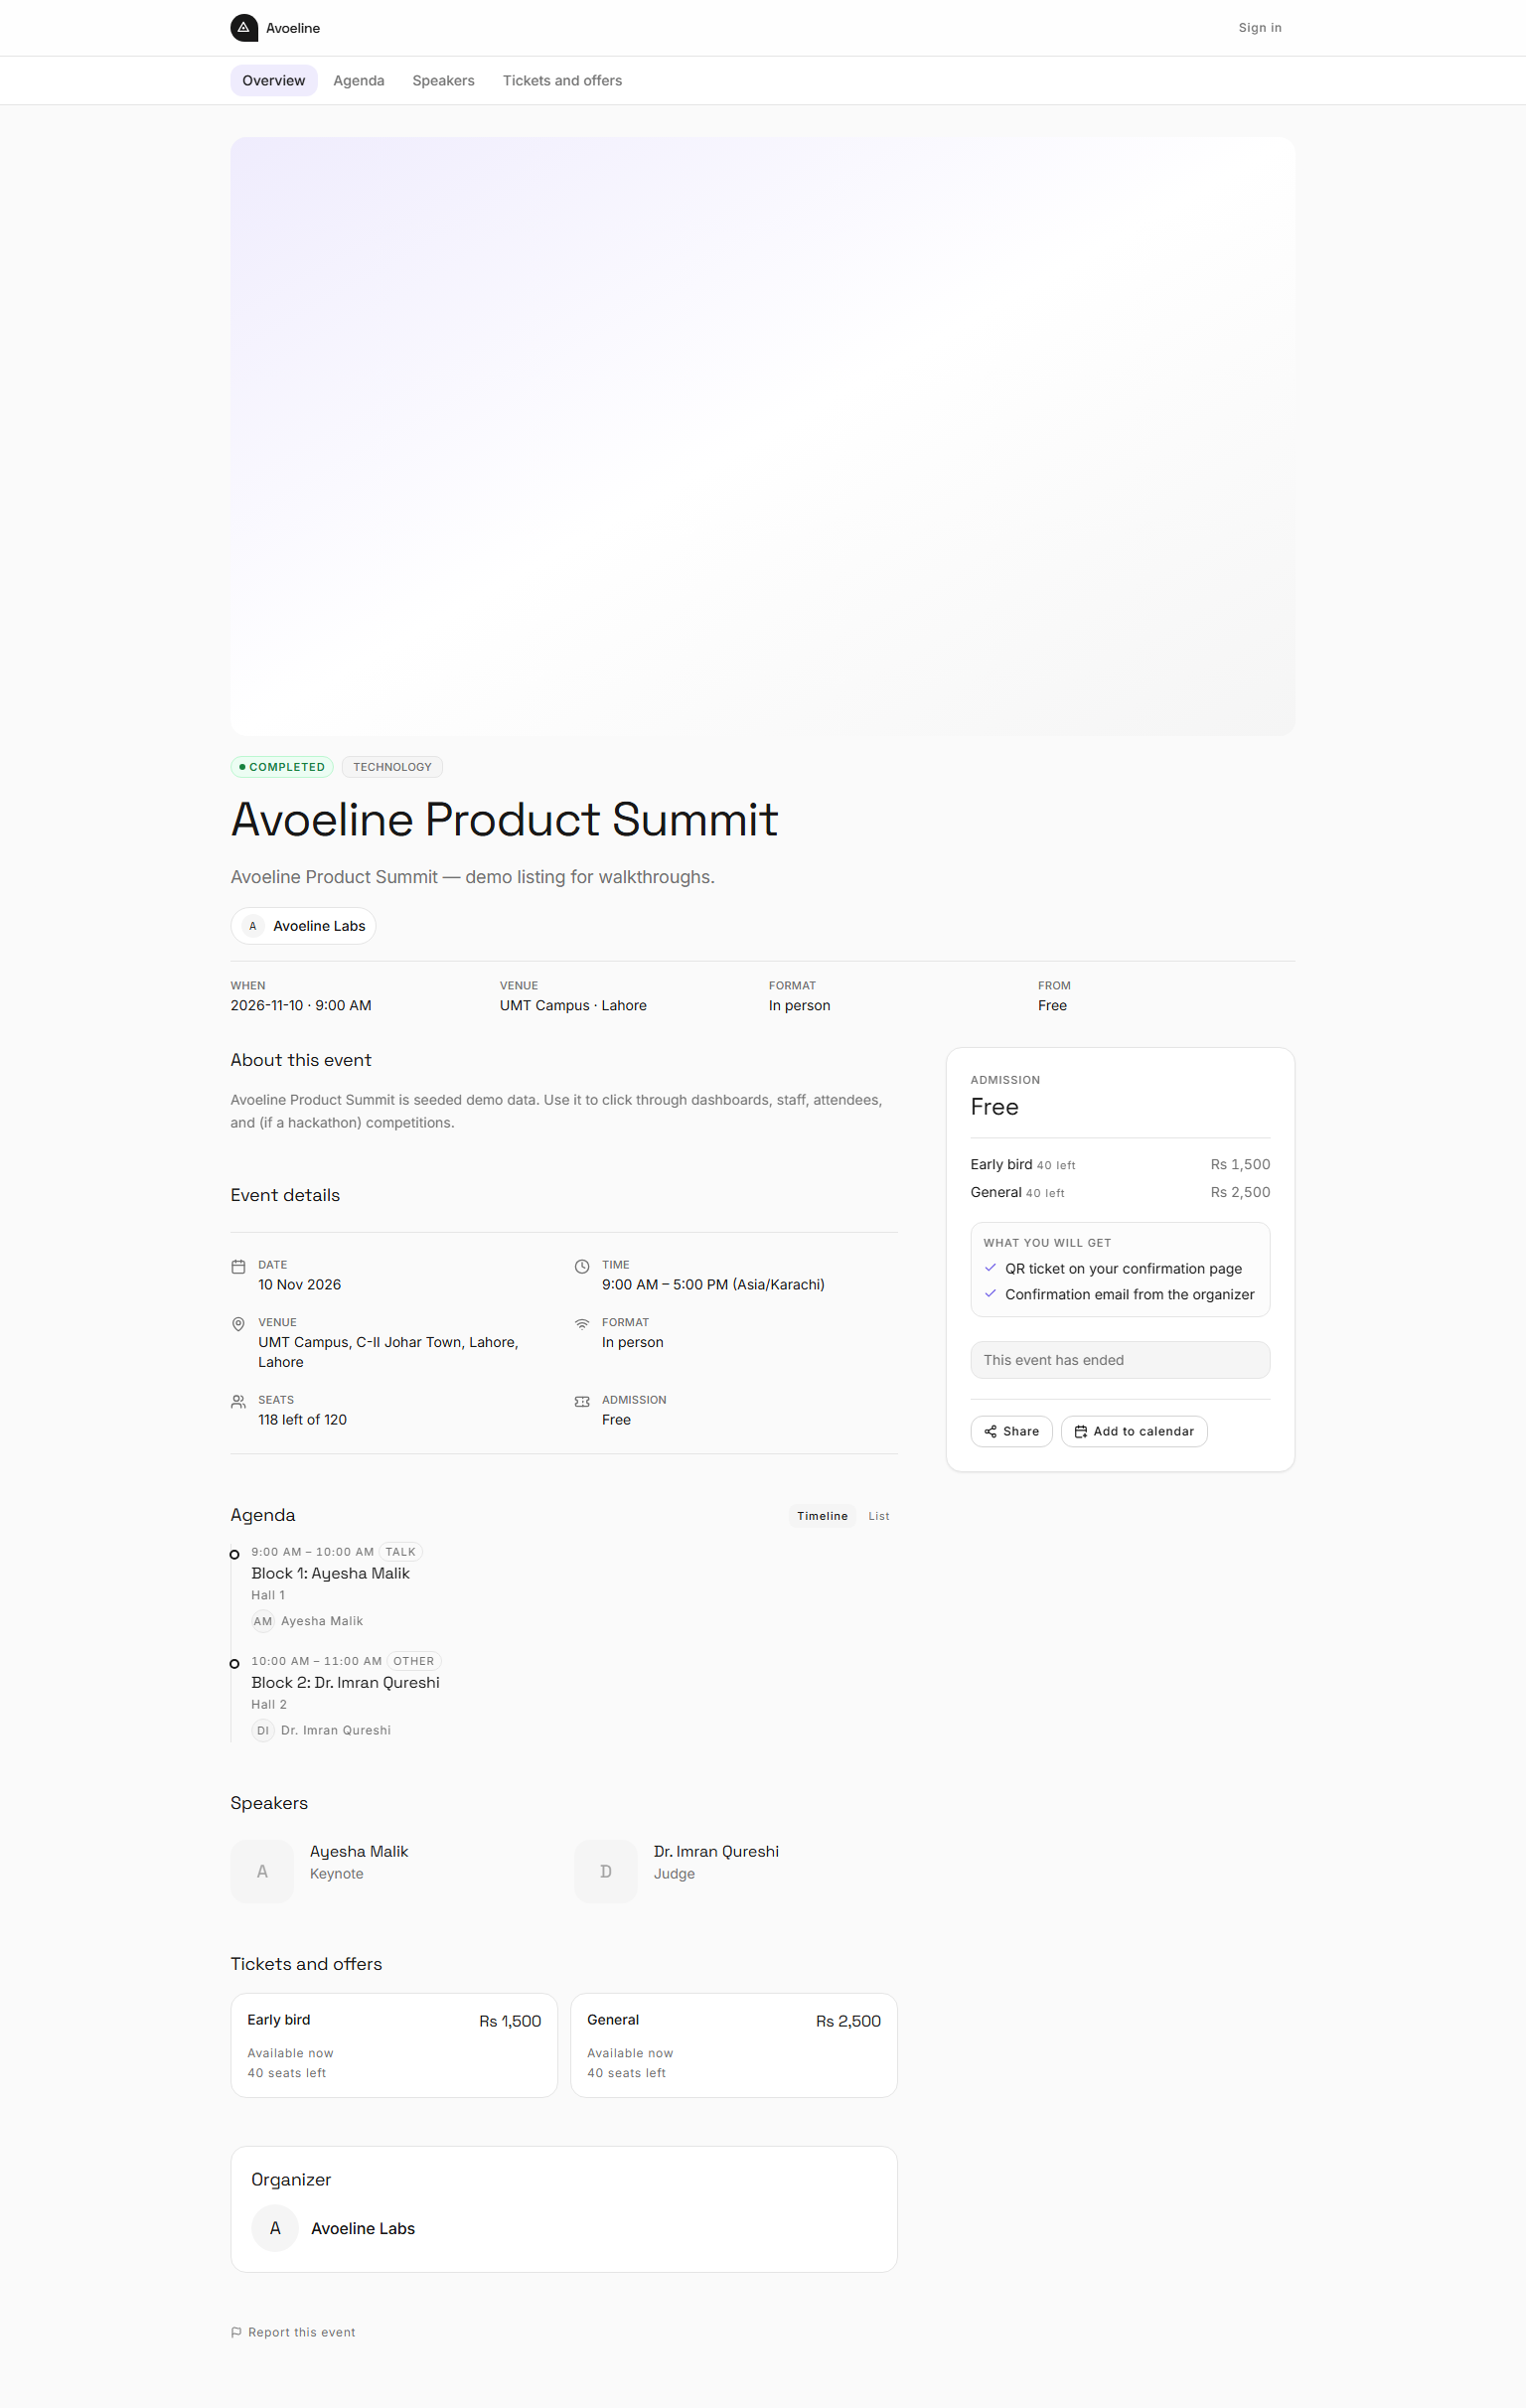 Avoeline
Sign in
Overview
Agenda
Speakers
Tickets and offers
COMPLETED
TECHNOLOGY
Avoeline Product Summit
Avoeline Product Summit — demo listing for walkthroughs.
A
Avoeline Labs
WHEN
2026-11-10 · 9:00 AM
VENUE
UMT Campus · Lahore
FORMAT
In person
FROM
Free
About this event
Avoeline Product Summit is seeded demo data. Use it to click through dashboards, staff, attendees,
and (if a hackathon) competitions.
Event details
DATE
10 Nov 2026
TIME
9:00 AM – 5:00 PM (Asia/Karachi)
VENUE
UMT Campus, C-II Johar Town, Lahore,
Lahore
FORMAT
In person
SEATS
118 left of 120
ADMISSION
Free
ADMISSION
Free
Early bird 40 left Rs 1,500
General 40 left Rs 2,500
WHAT YOU WILL GET
QR ticket on your confirmation page
Confirmation email from the organizer
This event has ended
Share
Add to calendar
Agenda
Timeline
List
9:00 AM – 10:00 AM TALK
Block 1: Ayesha Malik
Hall 1
AM Ayesha Malik
10:00 AM – 11:00 AM OTHER
Block 2: Dr. Imran Qureshi
Hall 2
DI Dr. Imran Qureshi
Speakers
A
Ayesha Malik
Keynote
D
Dr. Imran Qureshi
Judge
Tickets and offers
Early bird Rs 1,500
Available now
40 seats left
General Rs 2,500
Available now
40 seats left
Organizer
A
Avoeline Labs
Report this event